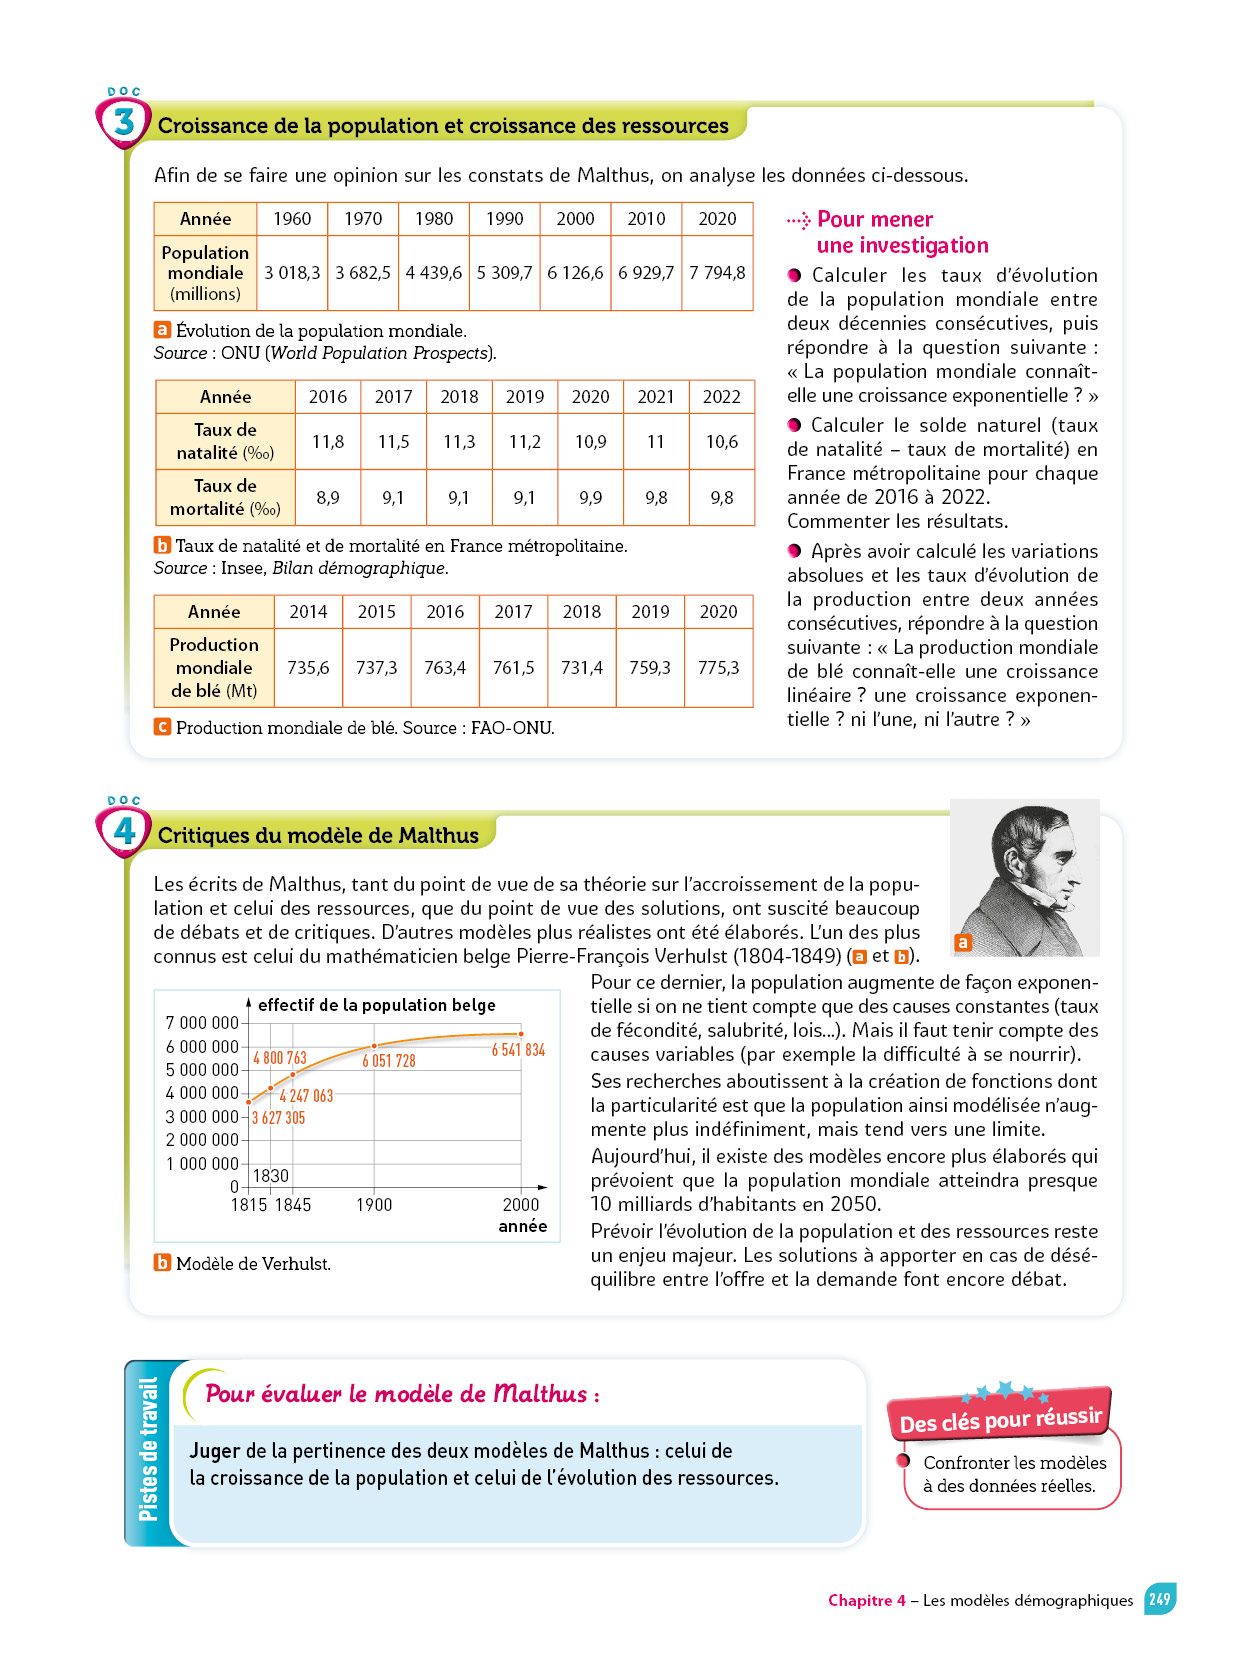 DOC
3
Croissance de la population et croissance des ressources
Afin de se faire une opinion sur les constats de Malthus, on analyse les données ci-dessous.
Année 1960 1970 1980 1990 2000 2010 2020
Population
mondiale
(millions)
3 018,3 3 682,5 4 439,6 5 309,7 6 126,6 6 929,7 7 794,8
a Évolution de la population mondiale.
Source : ONU (World Population Prospects).
Année 2016 2017 2018 2019 2020 2021 2022
Taux de
natalité (‰)
11,8 11,5 11,3 11,2 10,9 11 10,6
Taux de
mortalité (‰)
8,9 9,1 9,1 9,1 9,9 9,8 9,8
b Taux de natalité et de mortalité en France métropolitaine.
Source : Insee, Bilan démographique.
Année 2014 2015 2016 2017 2018 2019 2020
Production
mondiale
de blé (Mt)
735,6 737,3 763,4 761,5 731,4 759,3 775,3
c Production mondiale de blé. Source : FAO-ONU.
Pour mener
une investigation
Calculer les taux d'évolution
de la population mondiale entre
deux décennies consécutives, puis
répondre à la question suivante :
« La population mondiale connaît-
elle une croissance exponentielle ? »
Calculer le solde naturel (taux
de natalité – taux de mortalité) en
France métropolitaine pour chaque
année de 2016 à 2022.
Commenter les résultats.
Après avoir calculé les variations
absolues et les taux d'évolution de
la production entre deux années
consécutives, répondre à la question
suivante : « La production mondiale
de blé connaît-elle une croissance
linéaire ? une croissance exponen-
tielle ? ni l'une, ni l'autre ? »
DOC
4
Critiques du modèle de Malthus
Les écrits de Malthus, tant du point de vue de sa théorie sur l'accroissement de la popu-
lation et celui des ressources, que du point de vue des solutions, ont suscité beaucoup
de débats et de critiques. D'autres modèles plus réalistes ont été élaborés. L'un des plus
connus est celui du mathématicien belge Pierre-François Verhulst (1804-1849) (a et b).
a
Pour ce dernier, la population augmente de façon exponen-
tielle si on ne tient compte que des causes constantes (taux
de fécondité, salubrité, lois…). Mais il faut tenir compte des
causes variables (par exemple la difficulté à se nourrir).
Ses recherches aboutissent à la création de fonctions dont
la particularité est que la population ainsi modélisée n'aug-
mente plus indéfiniment, mais tend vers une limite.
Aujourd'hui, il existe des modèles encore plus élaborés qui
prévoient que la population mondiale atteindra presque
10 milliards d'habitants en 2050.
Prévoir l'évolution de la population et des ressources reste
un enjeu majeur. Les solutions à apporter en cas de désé-
quilibre entre l'offre et la demande font encore débat.
effectif de la population belge
7 000 000
6 000 000
5 000 000
4 000 000
3 000 000
2 000 000
1 000 000
0
4 800 763
6 051 728
6 541 834
4 247 063
3 627 305
1830
1815 1845 1900 2000
année
b Modèle de Verhulst.
Pistes de travail
Pour évaluer le modèle de Malthus :
Juger de la pertinence des deux modèles de Malthus : celui de
la croissance de la population et celui de l'évolution des ressources.
Des clés pour réussir
Confronter les modèles
à des données réelles.
Chapitre 4 – Les modèles démographiques 249